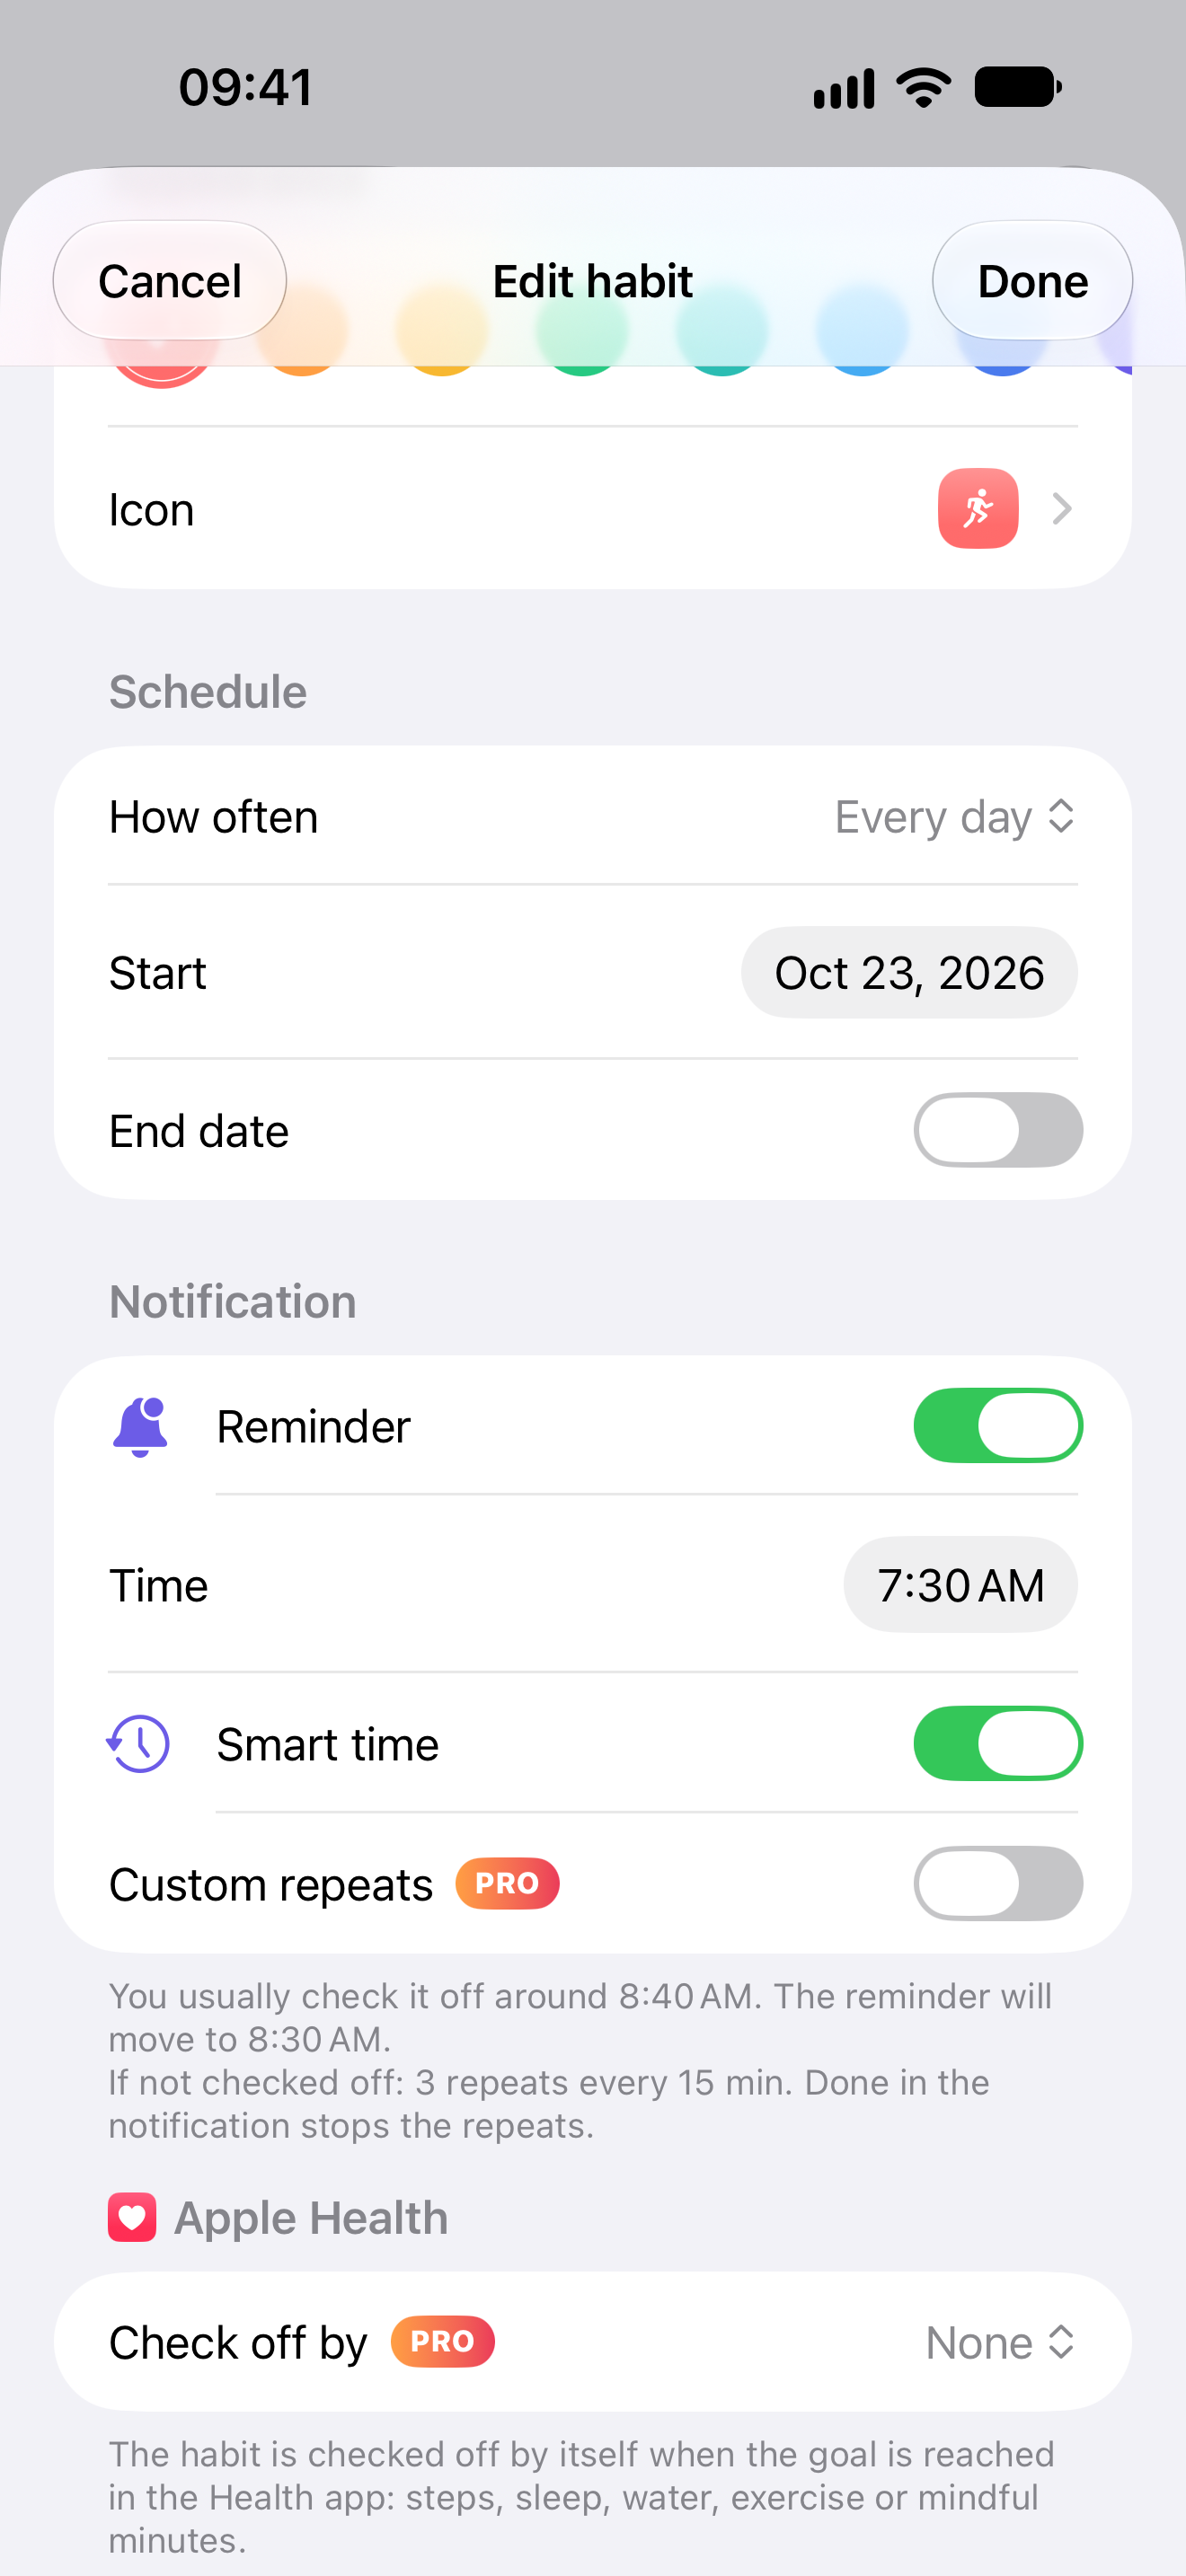 09:41
Cancel
Edit habit
Done
Icon
Schedule
How often
Every day
Start
Oct 23, 2026
End date
Notification
Reminder
Time
7:30 AM
Smart time
Custom repeats PRO
You usually check it off around 8:40 AM. The reminder will
move to 8:30 AM.
If not checked off: 3 repeats every 15 min. Done in the
notification stops the repeats.
Apple Health
Check off by PRO
None
The habit is checked off by itself when the goal is reached
in the Health app: steps, sleep, water, exercise or mindful
minutes.